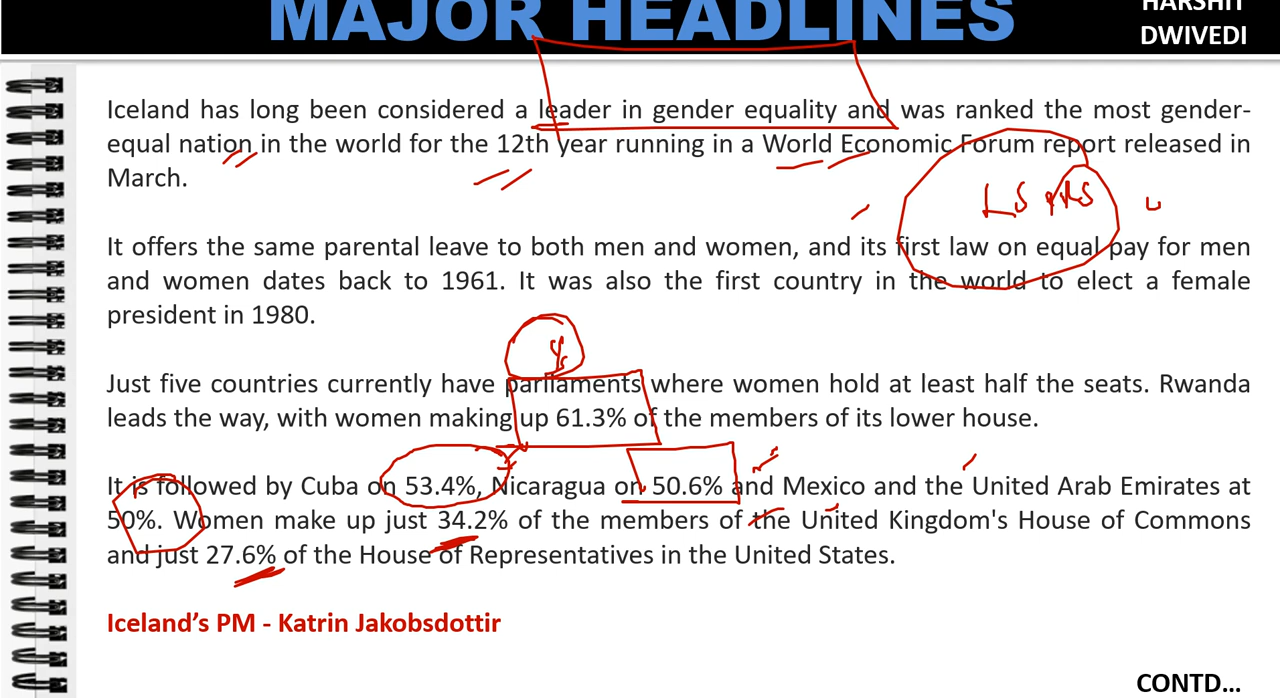 MAJOR HEADLINES
HARSHIT
DWIVEDI
Iceland has long been considered a leader in gender equality and was ranked the most gender-
equal nation in the world for the 12th year running in a World Economic Forum report released in
March.
LS RS
It offers the same parental leave to both men and women, and its first law on equal pay for men
and women dates back to 1961. It was also the first country in the world to elect a female
president in 1980.
Just five countries currently have parliaments where women hold at least half the seats. Rwanda
leads the way, with women making up 61.3% of the members of its lower house.
It is followed by Cuba on 53.4%, Nicaragua on 50.6% and Mexico and the United Arab Emirates at
50%. Women make up just 34.2% of the members of the United Kingdom's House of Commons
and just 27.6% of the House of Representatives in the United States.
Iceland’s PM - Katrin Jakobsdottir
CONTD...